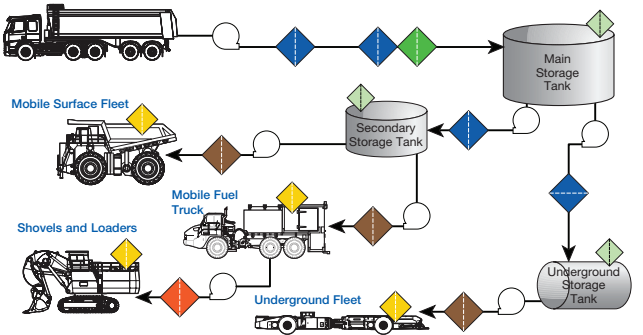 Main
Storage
Tank
Mobile Surface Fleet
Secondary
Storage Tank
Mobile Fuel
Truck
Shovels and Loaders
Underground Fleet
Underground
Storage
Tank